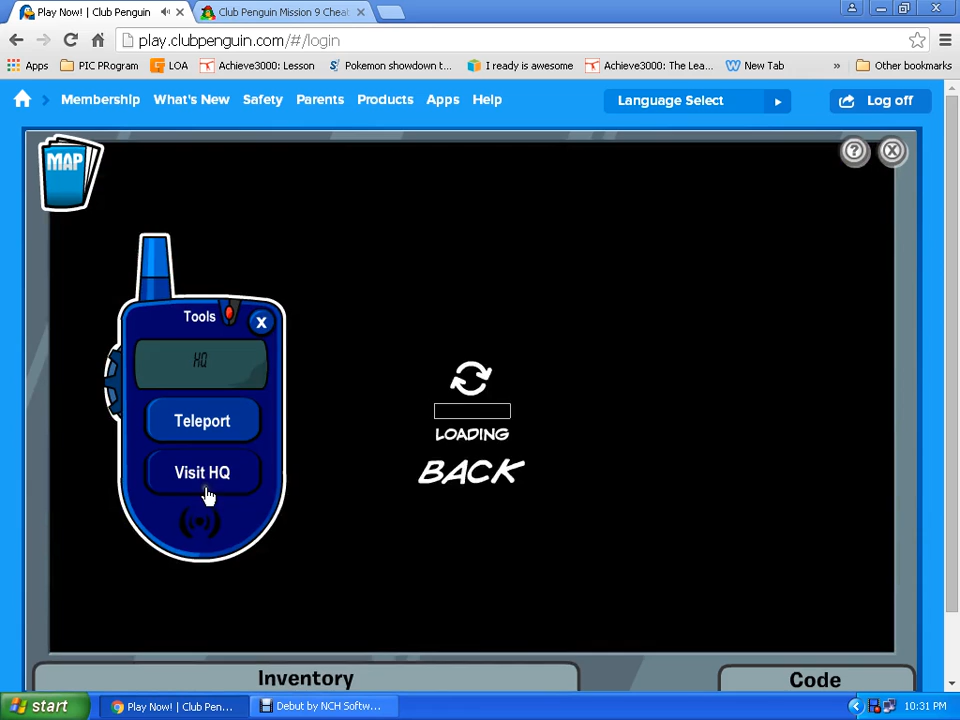 Play Now! | Club Penguin
Club Penguin Mission 9 Cheat
play.clubpenguin.com/#/login
Apps
PIC PRogram
LOA
Achieve3000: Lesson
Pokemon showdown t...
I ready is awesome
Achieve3000: The Lea...
New Tab
»
Other bookmarks
Membership
What's New
Safety
Parents
Products
Apps
Help
Language Select
Log off
MAP
?
X
Tools
X
HQ
Teleport
Visit HQ
LOADING
BACK
Inventory
Code
start
Play Now! | Club Pen...
Debut by NCH Softw...
10:31 PM